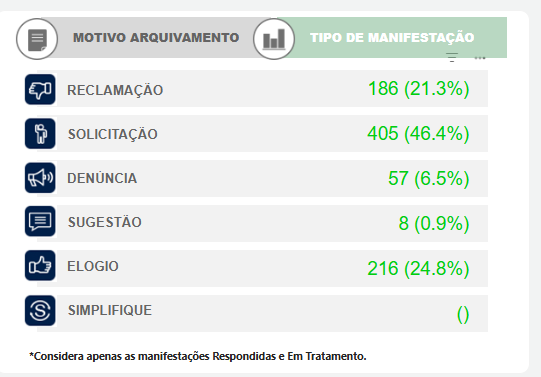 MOTIVO ARQUIVAMENTO TIPO DE MANIFESTAÇÃO
RECLAMAÇÃO 186 (21.3%)
SOLICITAÇÃO 405 (46.4%)
DENÚNCIA 57 (6.5%)
SUGESTÃO 8 (0.9%)
ELOGIO 216 (24.8%)
SIMPLIFIQUE ()
*Considera apenas as manifestações Respondidas e Em Tratamento.